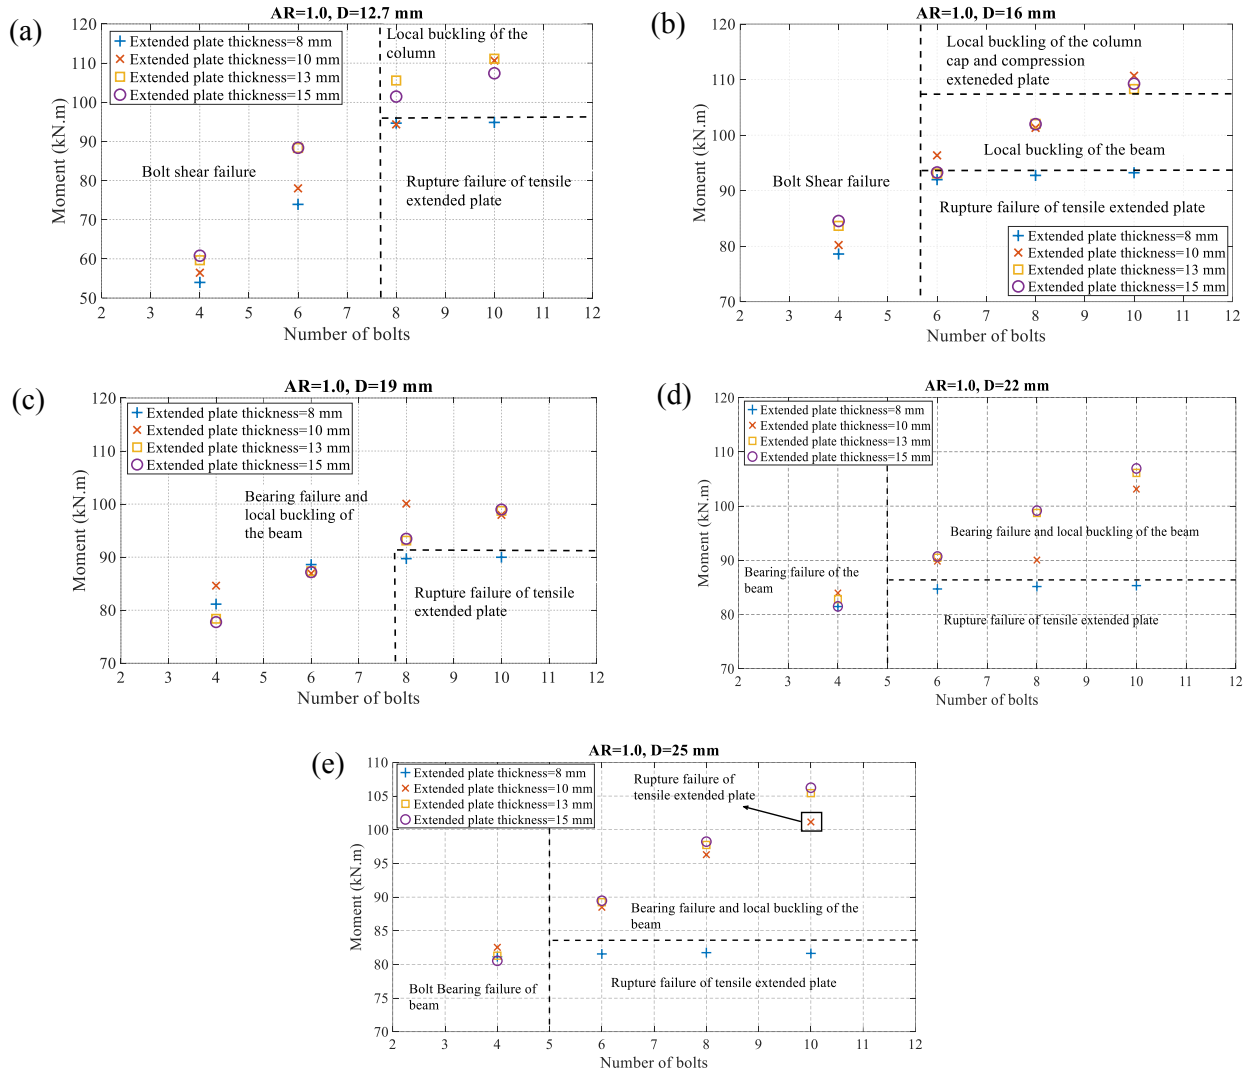 (a)
AR=1.0, D=12.7 mm
Moment (kN.m)
120
110
100
90
80
70
60
50
Extended plate thickness=8 mm
Extended plate thickness=10 mm
Extended plate thickness=13 mm
Extended plate thickness=15 mm
Local buckling of the
column
Bolt shear failure
Rupture failure of tensile
extended plate
2 3 4 5 6 7 8 9 10 11 12
Number of bolts
(b)
AR=1.0, D=16 mm
Moment (kN.m)
120
110
100
90
80
70
Local buckling of the column
cap and compression
exteneded plate
Local buckling of the beam
Bolt Shear failure
Rupture failure of tensile extended plate
Extended plate thickness=8 mm
Extended plate thickness=10 mm
Extended plate thickness=13 mm
Extended plate thickness=15 mm
2 3 4 5 6 7 8 9 10 11 12
Number of bolts
(c)
AR=1.0, D=19 mm
Moment (kN.m)
120
110
100
90
80
70
Extended plate thickness=8 mm
Extended plate thickness=10 mm
Extended plate thickness=13 mm
Extended plate thickness=15 mm
Bearing failure and
local buckling of
the beam
Rupture failure of tensile
extended plate
2 3 4 5 6 7 8 9 10 11 12
Number of bolts
(d)
AR=1.0, D=22 mm
Moment (kN.m)
120
110
100
90
80
70
Extended plate thickness=8 mm
Extended plate thickness=10 mm
Extended plate thickness=13 mm
Extended plate thickness=15 mm
Bearing failure and local buckling of the beam
Bearing failure of the
beam
Rupture failure of tensile extended plate
2 3 4 5 6 7 8 9 10 11 12
Number of bolts
(e)
AR=1.0, D=25 mm
Moment (kN.m)
110
105
100
95
90
85
80
75
70
Extended plate thickness=8 mm
Extended plate thickness=10 mm
Extended plate thickness=13 mm
Extended plate thickness=15 mm
Rupture failure of
tensile extended plate
Bearing failure and local buckling of the
beam
Bolt Bearing failure of
beam
Rupture failure of tensile extended plate
2 3 4 5 6 7 8 9 10 11 12
Number of bolts